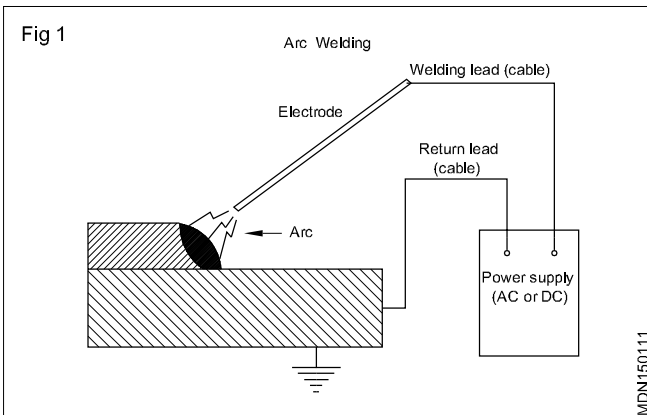 Fig 1
Arc Welding
Welding lead (cable)
Electrode
Return lead
(cable)
Arc
Power supply
(AC or DC)
MDN150111